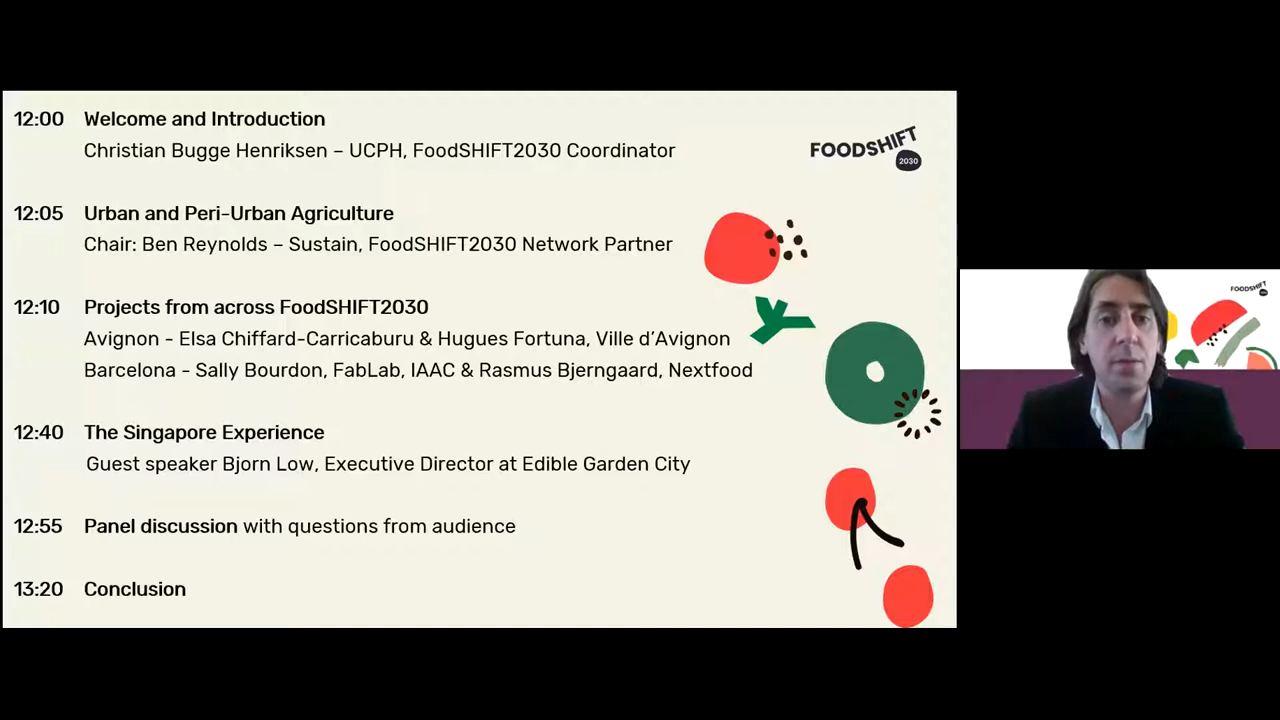 12:00 Welcome and Introduction
Christian Bugge Henriksen – UCPH, FoodSHIFT2030 Coordinator
FOODSHIFT
2030
12:05 Urban and Peri-Urban Agriculture
Chair: Ben Reynolds – Sustain, FoodSHIFT2030 Network Partner
12:10 Projects from across FoodSHIFT2030
Avignon - Elsa Chiffard-Carricaburu & Hugues Fortuna, Ville d’Avignon
Barcelona - Sally Bourdon, FabLab, IAAC & Rasmus Bjerngaard, Nextfood
12:40 The Singapore Experience
Guest speaker Bjorn Low, Executive Director at Edible Garden City
12:55 Panel discussion with questions from audience
13:20 Conclusion
FOODSHIFT